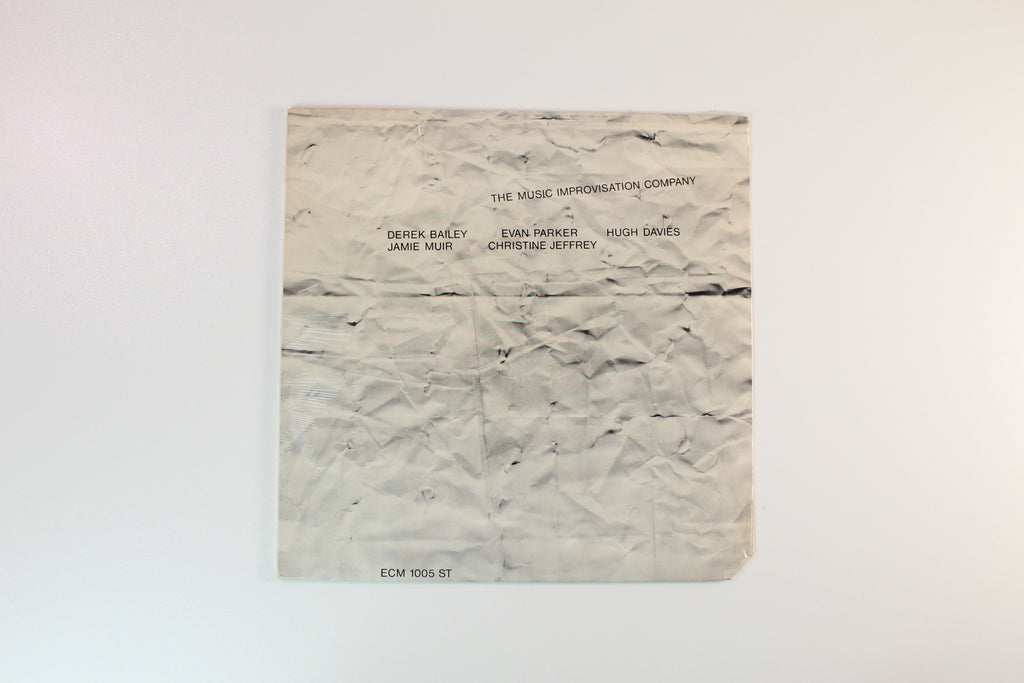 THE MUSIC IMPROVISATION COMPANY
DEREK BAILEY EVAN PARKER HUGH DAVIES
JAMIE MUIR CHRISTINE JEFFREY
ECM 1005 ST